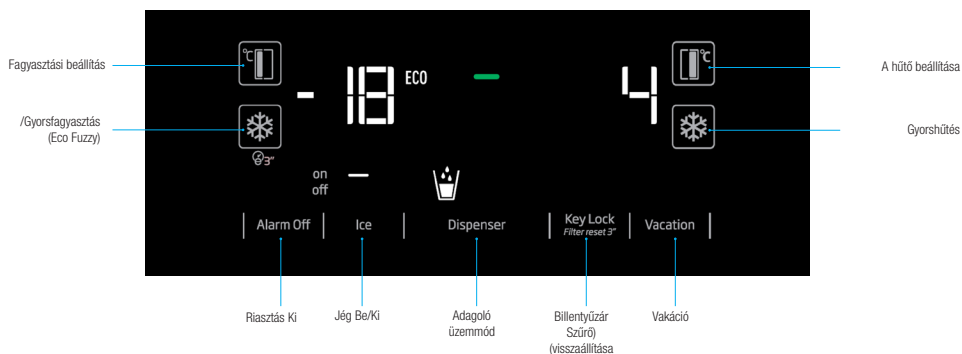 Fagyasztási beállítás
/Gyorsfagyasztás
(Eco Fuzzy)
°C
- 18 ECO
4
°C
3"
on
off
Alarm Off
Ice
Dispenser
Key Lock
Filter reset 3"
Vacation
A hűtő beállítása
Gyorshűtés
Riasztás Ki
Jég Be/Ki
Adagoló
üzemmód
Billentyűzár
Szűrő)
(visszaállítása
Vakáció